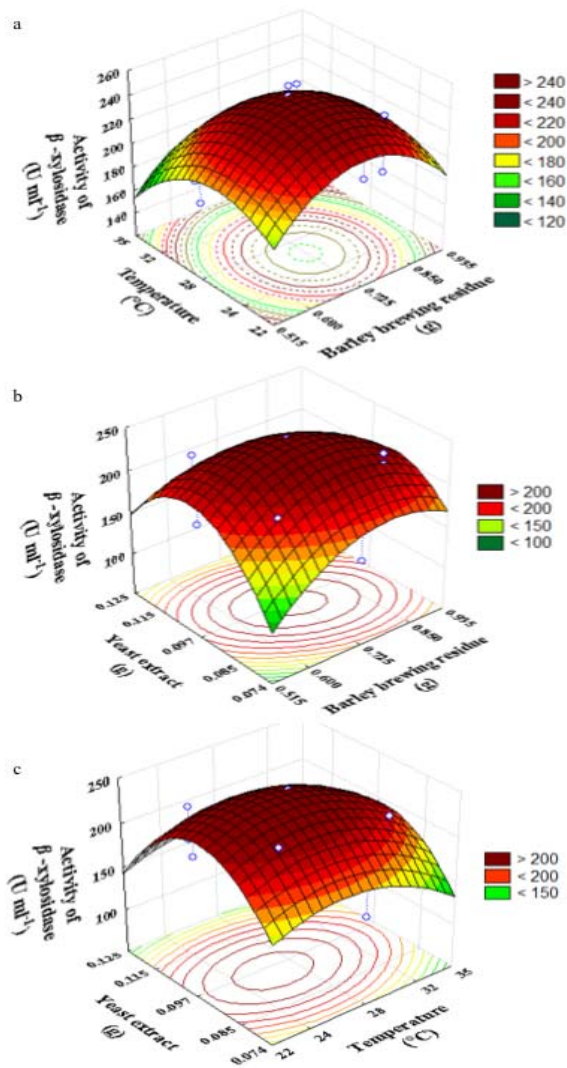 a
260
240
220
200
180
160
140
Activity of
β -xylosidase
(U ml-1)
35
32
28
24
22
Temperature
(°C)
0.515
0.600
0.725
0.850
0.915
Barley brewing residue
(g)
> 240
< 240
< 220
< 200
< 180
< 160
< 140
< 120
b
250
200
150
100
Activity of
β -xylosidase
(U ml-1)
0.125
0.115
0.097
0.085
0.074
Yeast extract
(g)
0.515
0.600
0.725
0.850
0.915
Barley brewing residue
(g)
> 200
< 200
< 150
< 100
c
250
200
150
100
Activity of
β -xylosidase
(U ml-1)
0.125
0.115
0.097
0.085
0.074
Yeast extract
(g)
22
24
28
32
35
Temperature
(°C)
> 200
< 200
< 150